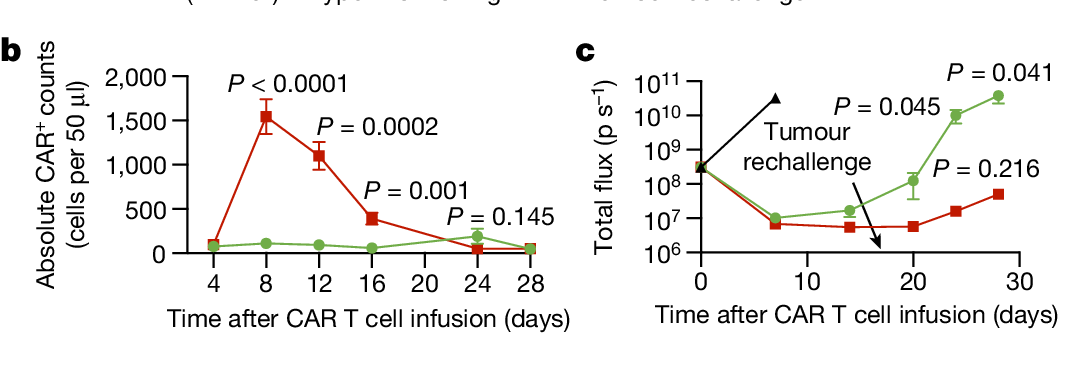 b
Absolute CAR⁺ counts
(cells per 50 µl)
2,000
1,500
1,000
500
0
P < 0.0001
P = 0.0002
P = 0.001
P = 0.145
4 8 12 16 20 24 28
Time after CAR T cell infusion (days)
c
Total flux (p s⁻¹)
10¹¹
10¹⁰
10⁹
10⁸
10⁷
10⁶
P = 0.041
P = 0.045
Tumour
rechallenge
P = 0.216
0 10 20 30
Time after CAR T cell infusion (days)